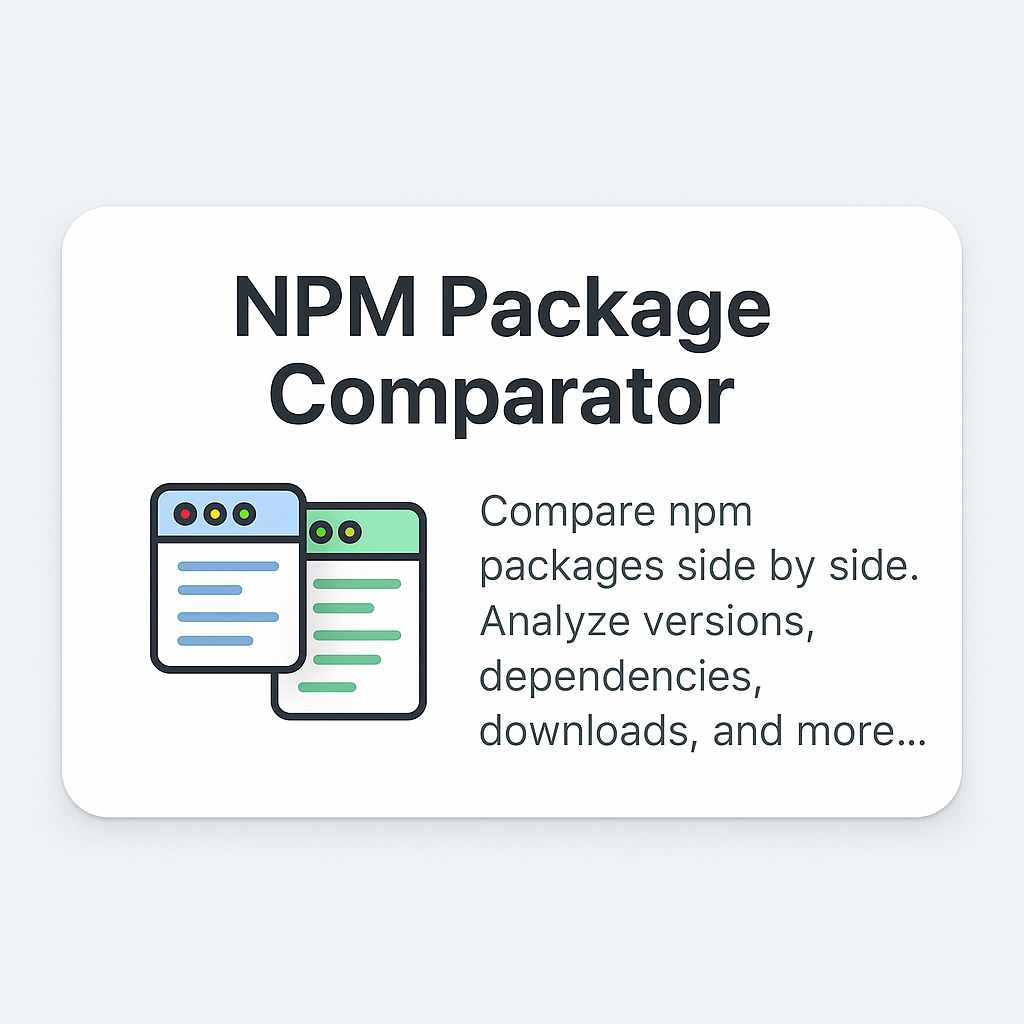 NPM Package
Comparator
Compare npm
packages side by side.
Analyze versions,
dependencies,
downloads, and more...